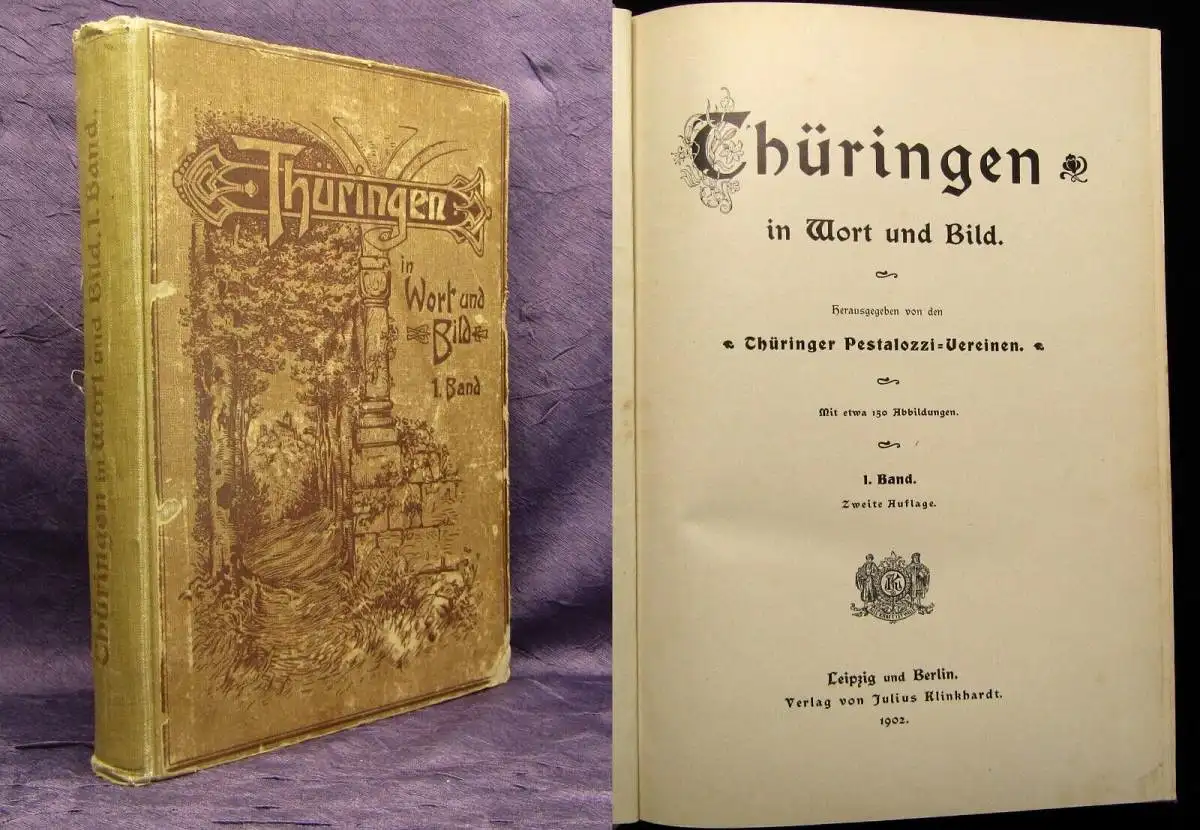 Thüringen in Wort und Bild. 1. Band.
Thüringen
in
Wort und
Bild
1. Band
Thüringen
in Wort und Bild.
Herausgegeben von den
Thüringer Pestalozzi=Vereinen.
Mit etwa 150 Abbildungen.
1. Band.
Zweite Auflage.
Leipzig und Berlin.
Verlag von Julius Klinkhardt.
1902.